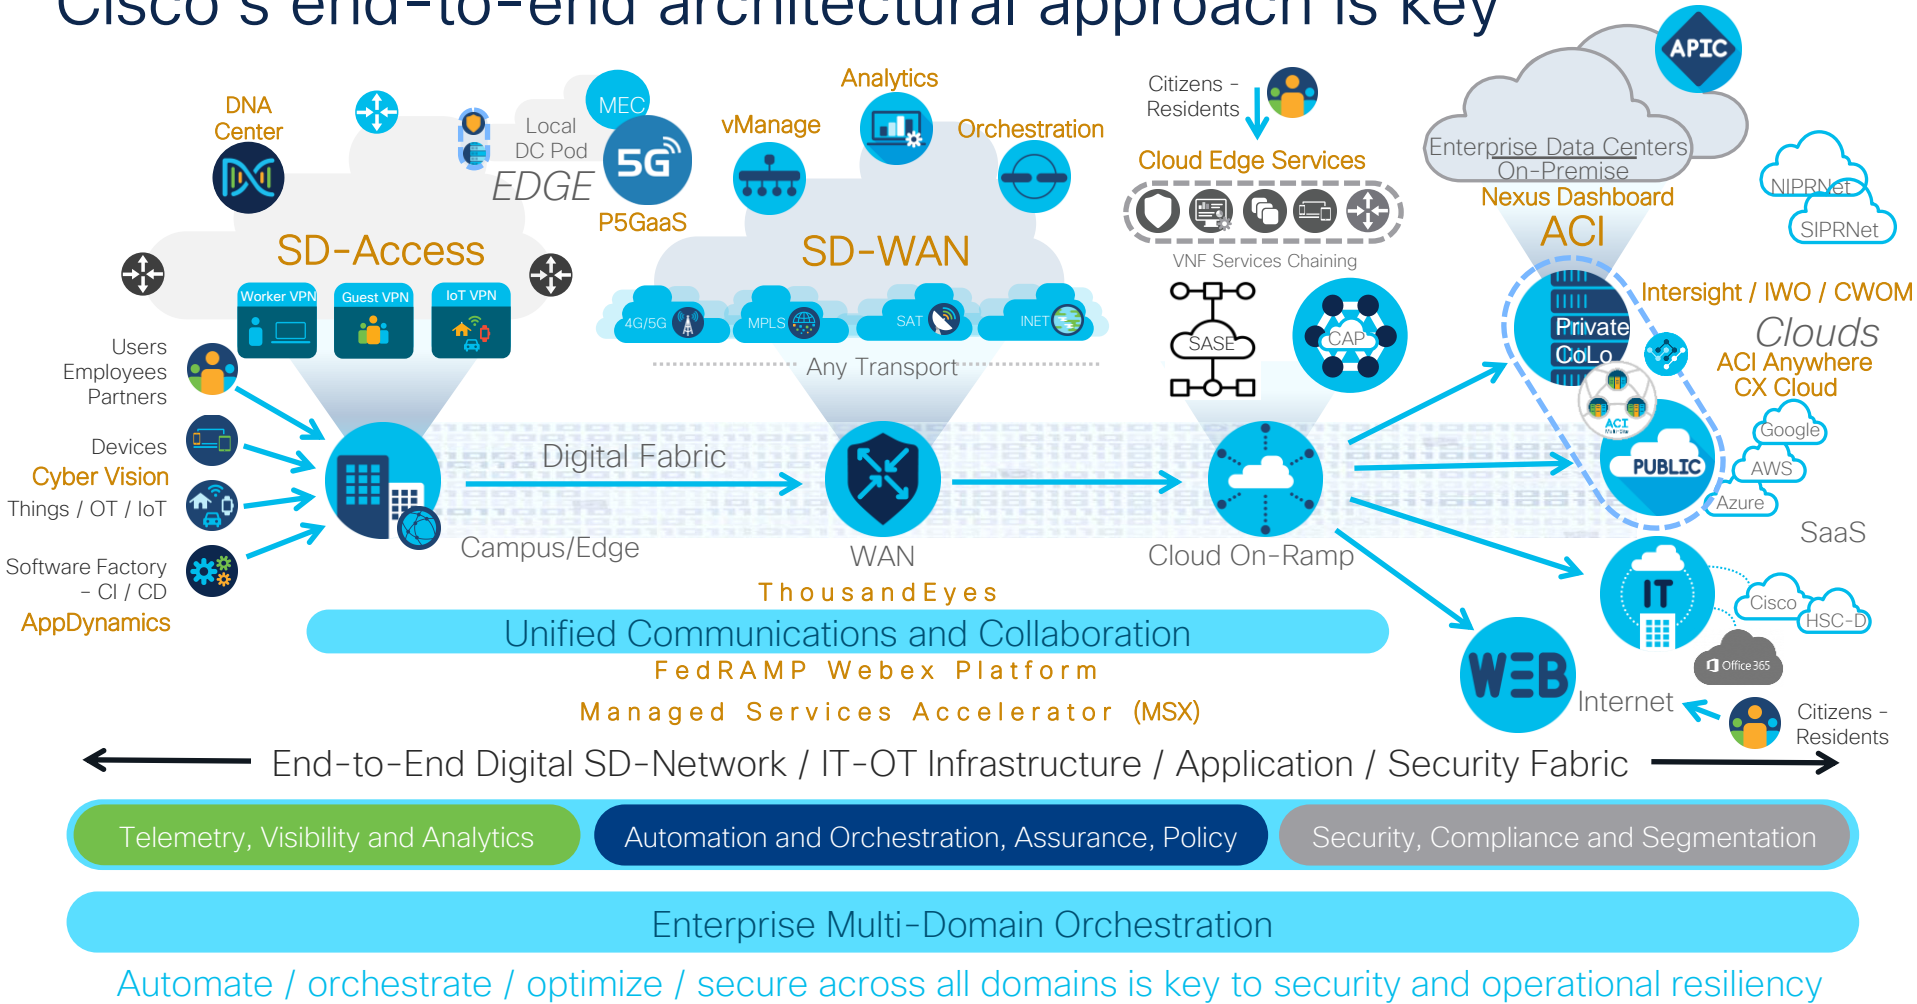 Cisco's end-to-end architectural approach is key
DNA
Center
MEC
Local
DC Pod
EDGE
5G
P5GaaS
SD-Access
Worker VPN
Guest VPN
IoT VPN
vManage
Analytics
Orchestration
SD-WAN
4G/5G
MPLS
SAT
INET
Any Transport
Citizens -
Residents
Cloud Edge Services
VNF Services Chaining
SASE
CAP
APIC
Enterprise Data Centers
On-Premise
Nexus Dashboard
ACI
NIPRNet
SIPRNet
Private
CoLo
Intersight / IWO / CWOM
Clouds
ACI Anywhere
CX Cloud
ACI
PUBLIC
Google
AWS
Azure
SaaS
Users
Employees
Partners
Devices
Cyber Vision
Things / OT / IoT
Software Factory
- CI / CD
AppDynamics
Digital Fabric
Campus/Edge
WAN
Cloud On-Ramp
IT
Cisco
HSC-D
Office 365
WEB
Internet
Citizens -
Residents
ThousandEyes
Unified Communications and Collaboration
FedRAMP Webex Platform
Managed Services Accelerator (MSX)
End-to-End Digital SD-Network / IT-OT Infrastructure / Application / Security Fabric
Telemetry, Visibility and Analytics
Automation and Orchestration, Assurance, Policy
Security, Compliance and Segmentation
Enterprise Multi-Domain Orchestration
Automate / orchestrate / optimize / secure across all domains is key to security and operational resiliency